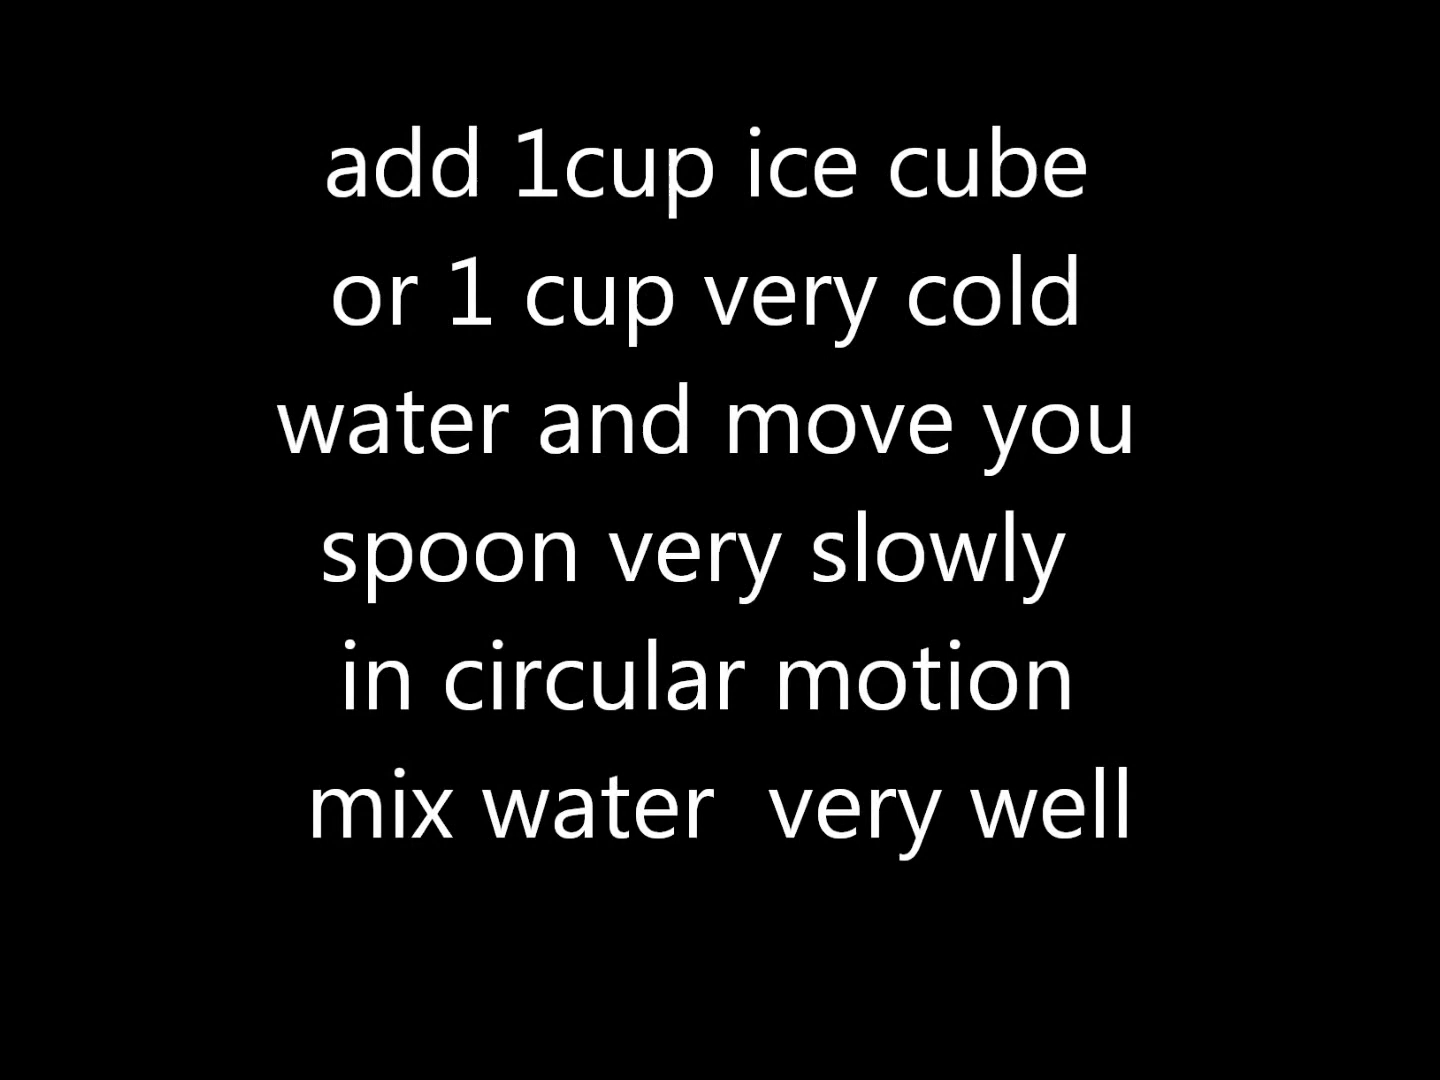 add 1cup ice cube
or 1 cup very cold
water and move you
spoon very slowly
in circular motion
mix water  very well